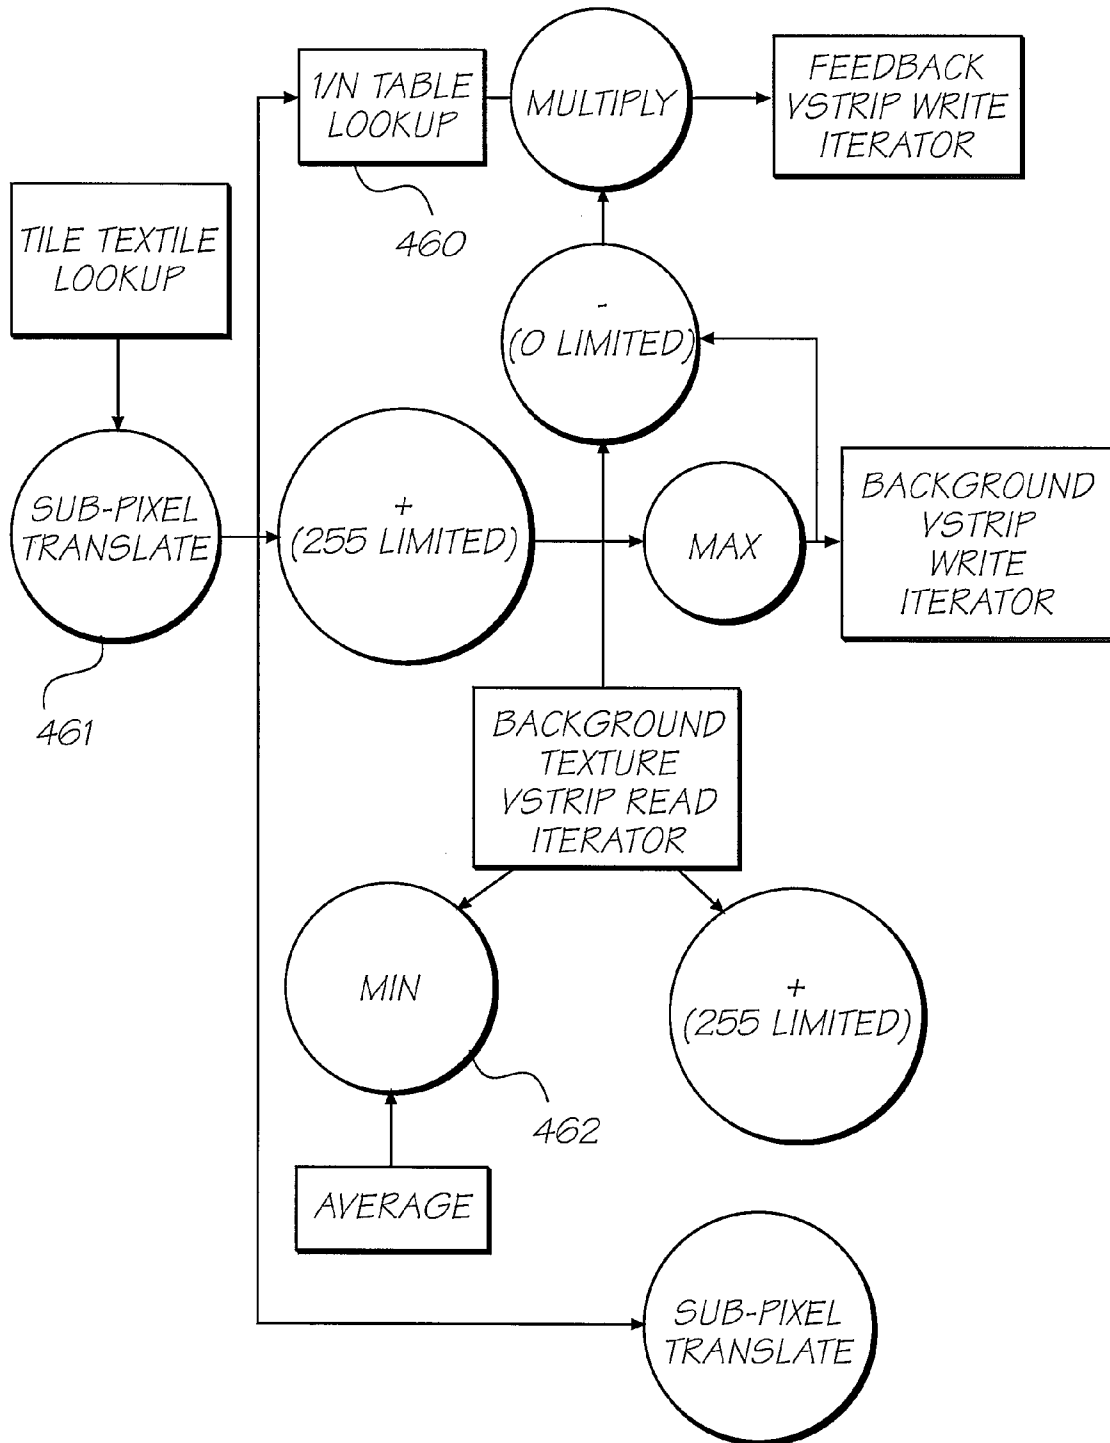 1/N TABLE
LOOKUP
MULTIPLY
FEEDBACK
VSTRIP WRITE
ITERATOR
460
TILE TEXTILE
LOOKUP
-
(0 LIMITED)
SUB-PIXEL
TRANSLATE
461
+
(255 LIMITED)
MAX
BACKGROUND
VSTRIP
WRITE
ITERATOR
BACKGROUND
TEXTURE
VSTRIP READ
ITERATOR
MIN
462
+
(255 LIMITED)
AVERAGE
SUB-PIXEL
TRANSLATE